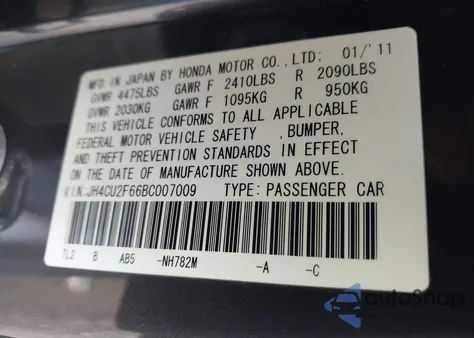 MFD. IN JAPAN BY HONDA MOTOR CO.,LTD; 01/'11
GVWR 4475LBS GAWR F 2410LBS R 2090LBS
GVWR 2030KG GAWR F 1095KG R 950KG
THIS VEHICLE CONFORMS TO ALL APPLICABLE
FEDERAL MOTOR VEHICLE SAFETY ,BUMPER,
AND THEFT PREVENTION STANDARDS IN EFFECT
ON THE DATE OF MANUFACTURE SHOWN ABOVE.
JH4CU2F66BC007009 TYPE: PASSENGER CAR
TL2 B AB5 -NH782M -A -C
autoShop